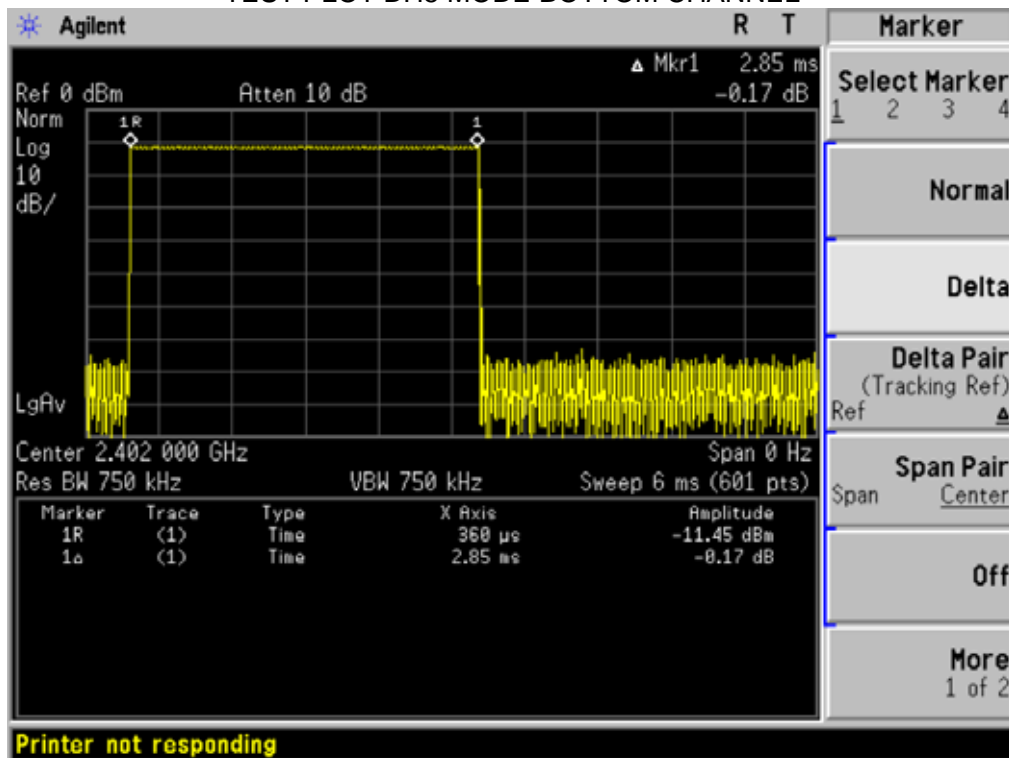 Agilent R T Marker
Δ Mkr1 2.85 ms
Ref 0 dBm Atten 10 dB -0.17 dB
Norm
Log
10
dB/
1R 1
LgAv
Center 2.402 000 GHz Span 0 Hz
Res BW 750 kHz VBW 750 kHz Sweep 6 ms (601 pts)
Marker Trace Type X Axis Amplitude
1R (1) Time 360 µs -11.45 dBm
1Δ (1) Time 2.85 ms -0.17 dB
Select Marker
1 2 3 4
Normal
Delta
Delta Pair
(Tracking Ref)
Ref Δ
Span Pair
Span Center
Off
More
1 of 2
Printer not responding